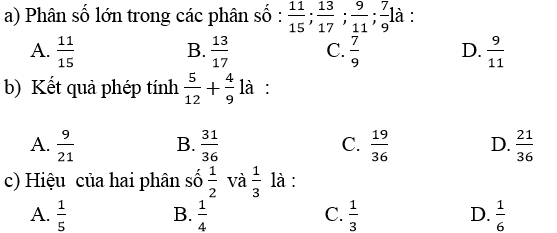 a) Phân số lớn trong các phân số : 11/15 ; 13/17 ; 9/11 ; 7/9 là :
A. 11/15 B. 13/17 C. 7/9 D. 9/11
b) Kết quả phép tính 5/12 + 4/9 là :
A. 9/21 B. 31/36 C. 19/36 D. 21/36
c) Hiệu của hai phân số 1/2 và 1/3 là :
A. 1/5 B. 1/4 C. 1/3 D. 1/6